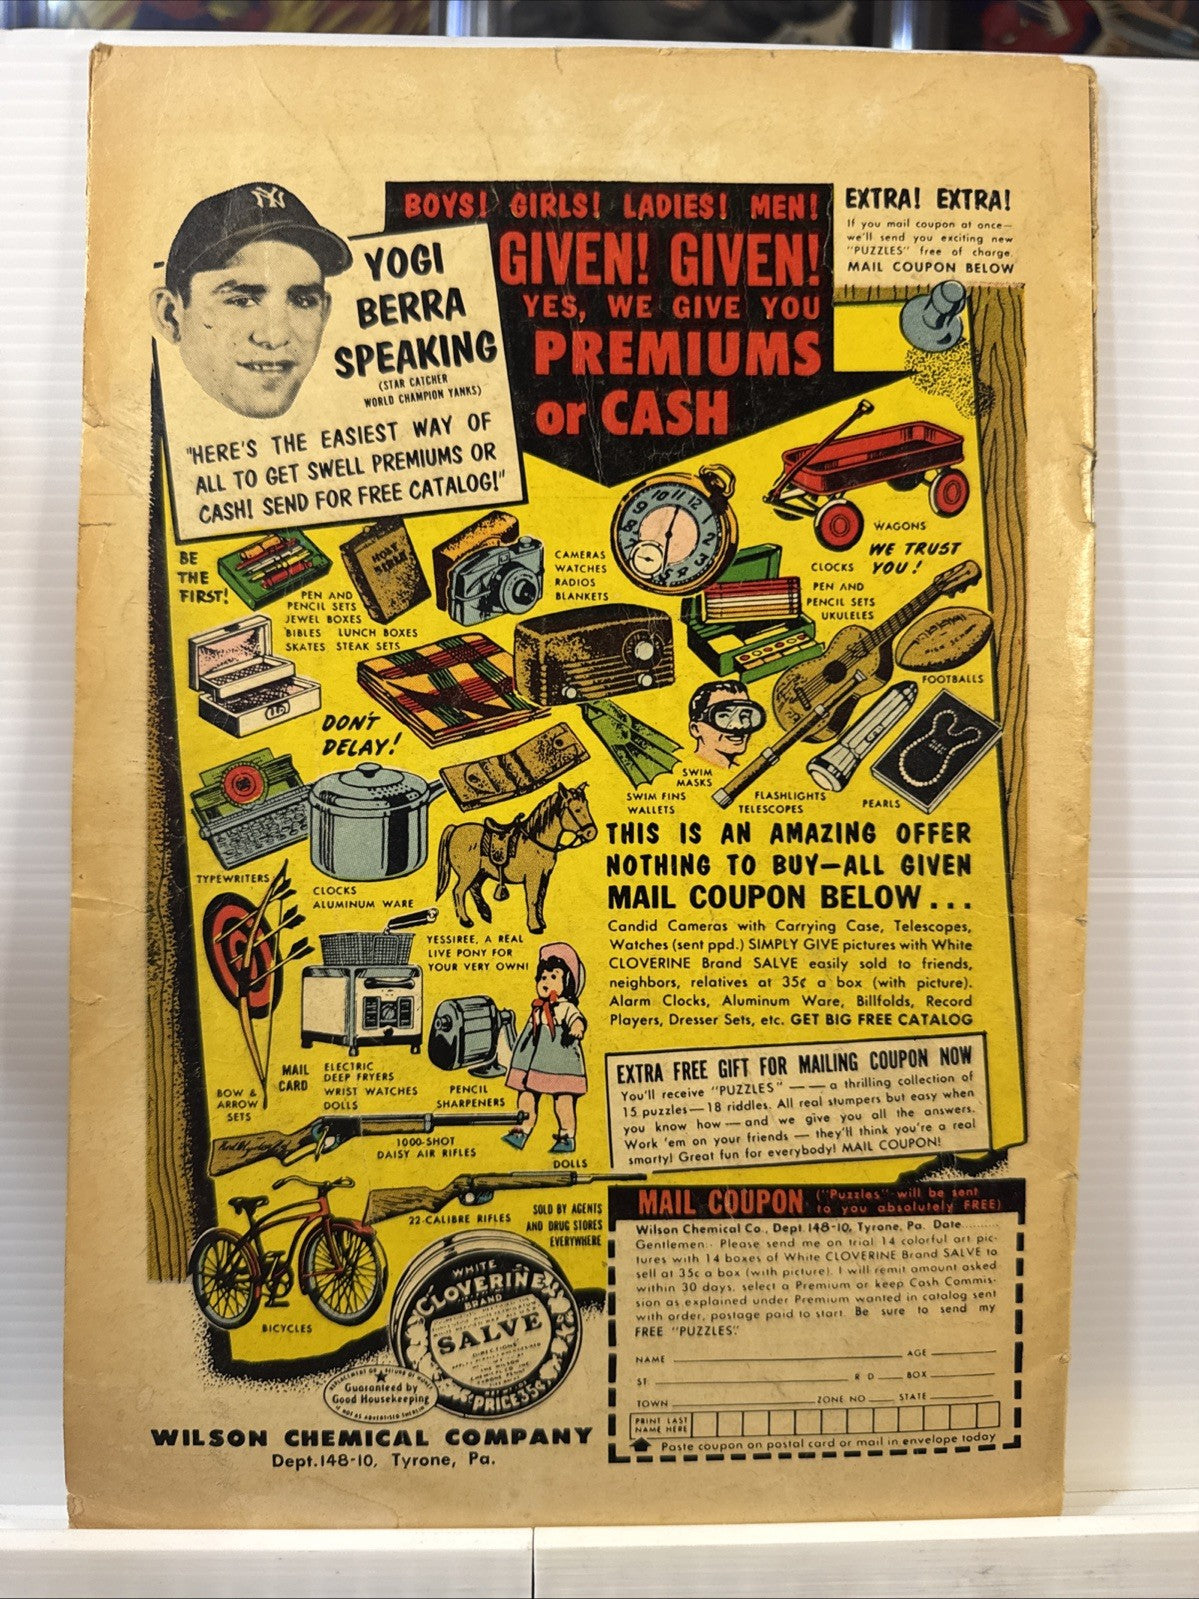 BOYS! GIRLS! LADIES! MEN!
GIVEN! GIVEN!
YES, WE GIVE YOU
PREMIUMS
or CASH
EXTRA! EXTRA!
If you mail coupon at once—
we'll send you exciting new
"PUZZLES" free of charge.
MAIL COUPON BELOW
NY
YOGI
BERRA
SPEAKING
(STAR CATCHER
WORLD CHAMPION YANKS)
"HERE'S THE EASIEST WAY OF
ALL TO GET SWELL PREMIUMS OR
CASH! SEND FOR FREE CATALOG!"
BE
THE
FIRST!
PEN AND
PENCIL SETS
JEWEL BOXES
BIBLES LUNCH BOXES
SKATES STEAK SETS
HOLY
BIBLE
CAMERAS
WATCHES
RADIOS
BLANKETS
WAGONS
WE TRUST
YOU!
CLOCKS
PEN AND
PENCIL SETS
UKULELES
FOOTBALLS
DON'T
DELAY!
SWIM
MASKS
SWIM FINS
WALLETS
FLASHLIGHTS
TELESCOPES
PEARLS
TYPEWRITERS
CLOCKS
ALUMINUM WARE
YESSIREE, A REAL
LIVE PONY FOR
YOUR VERY OWN!
THIS IS AN AMAZING OFFER
NOTHING TO BUY—ALL GIVEN
MAIL COUPON BELOW...
Candid Cameras with Carrying Case, Telescopes,
Watches (sent ppd.) SIMPLY GIVE pictures with White
CLOVERINE Brand SALVE easily sold to friends,
neighbors, relatives at 35¢ a box (with picture).
Alarm Clocks, Aluminum Ware, Billfolds, Record
Players, Dresser Sets, etc. GET BIG FREE CATALOG
BOW &
ARROW
SETS
MAIL
CARD
ELECTRIC
DEEP FRYERS
WRIST WATCHES
DOLLS
PENCIL
SHARPENERS
1000-SHOT
DAISY AIR RIFLES
DOLLS
EXTRA FREE GIFT FOR MAILING COUPON NOW
You'll receive "PUZZLES" — — a thrilling collection of
15 puzzles—18 riddles. All real stumpers but easy when
you know how—and we give you all the answers.
Work 'em on your friends — they'll think you're a real
smarty! Great fun for everybody! MAIL COUPON!
22-CALIBRE RIFLES
SOLD BY AGENTS
AND DRUG STORES
EVERYWHERE
BICYCLES
WHITE
CLOVERINE
BRAND
SALVE
DIRECTIONS
PRICE 35¢
REPLACEMENT OR REFUND OF MONEY
Guaranteed by
Good Housekeeping
IF NOT AS ADVERTISED THEREIN
WILSON CHEMICAL COMPANY
Dept.148-10, Tyrone, Pa.
MAIL COUPON ("Puzzles" will be sent
to you absolutely FREE)
Wilson Chemical Co., Dept. 148-10, Tyrone, Pa. Date..........
Gentlemen:- Please send me on trial 14 colorful art pic-
tures with 14 boxes of White CLOVERINE Brand SALVE to
sell at 35c a box (with picture). I will remit amount asked
within 30 days, select a Premium or keep Cash Commis-
sion as explained under Premium wanted in catalog sent
with order, postage paid to start. Be sure to send my
FREE "PUZZLES".
NAME AGE
ST. R D BOX
TOWN ZONE NO STATE
PRINT LAST
NAME HERE
Paste coupon on postal card or mail in envelope today